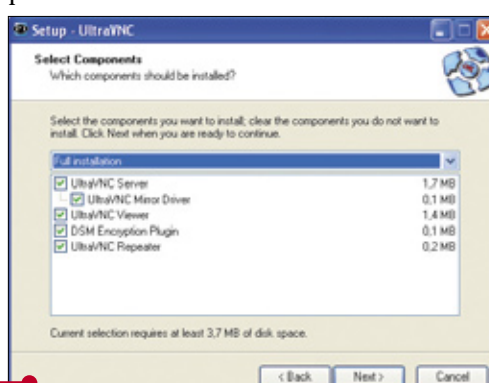 Setup - UltraVNC
Select Components
Which components should be installed?
Select the components you want to install; clear the components you do not want to
install. Click Next when you are ready to continue.
Full installation
UltraVNC Server 1,7 MB
UltraVNC Mirror Driver 0,1 MB
UltraVNC Viewer 1,4 MB
DSM Encryption Plugin 0,1 MB
UltraVNC Repeater 0,2 MB
Current selection requires at least 3,7 MB of disk space.
< Back Next > Cancel